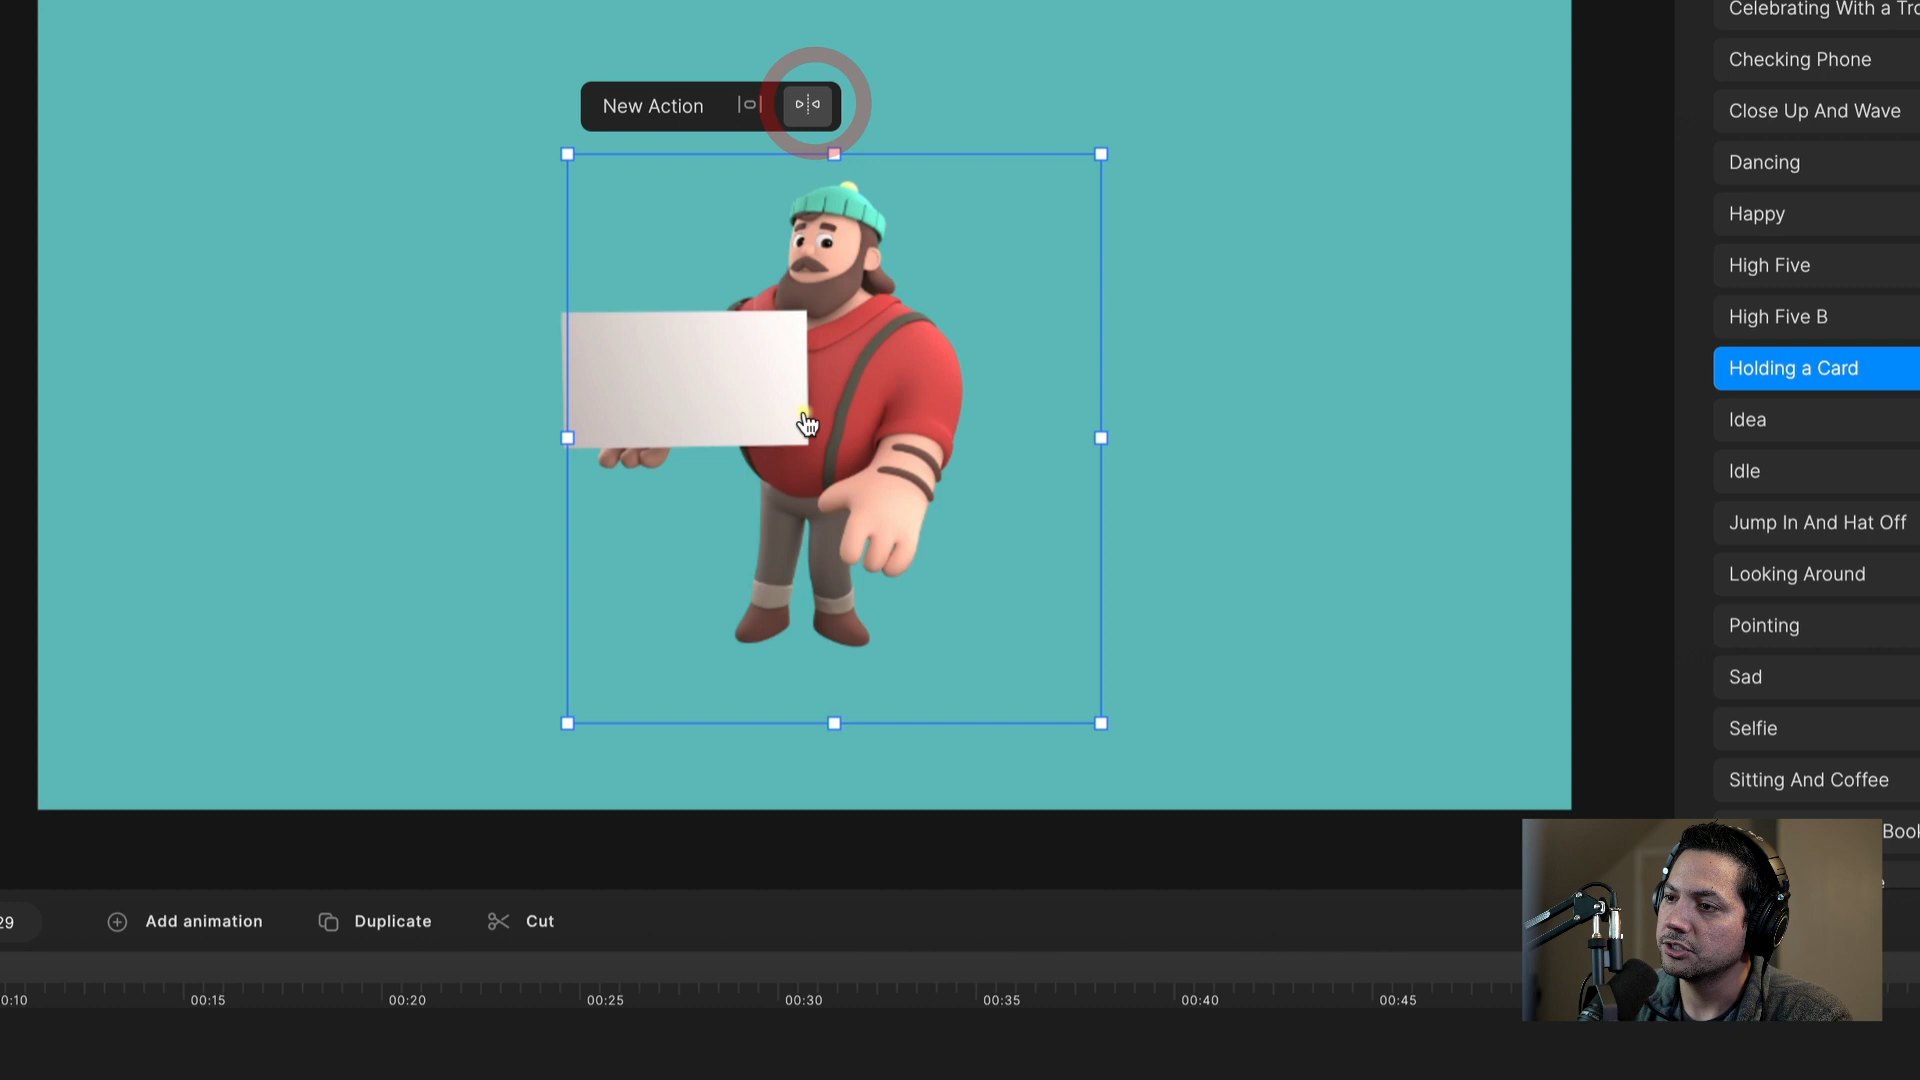 Celebrating With a Tro
Checking Phone
New Action
Close Up And Wave
Dancing
Happy
High Five
High Five B
Holding a Card
Idea
Idle
Jump In And Hat Off
Looking Around
Pointing
Sad
Selfie
Sitting And Coffee
Book
29
Add animation
Duplicate
Cut
0:10
00:15
00:20
00:25
00:30
00:35
00:40
00:45